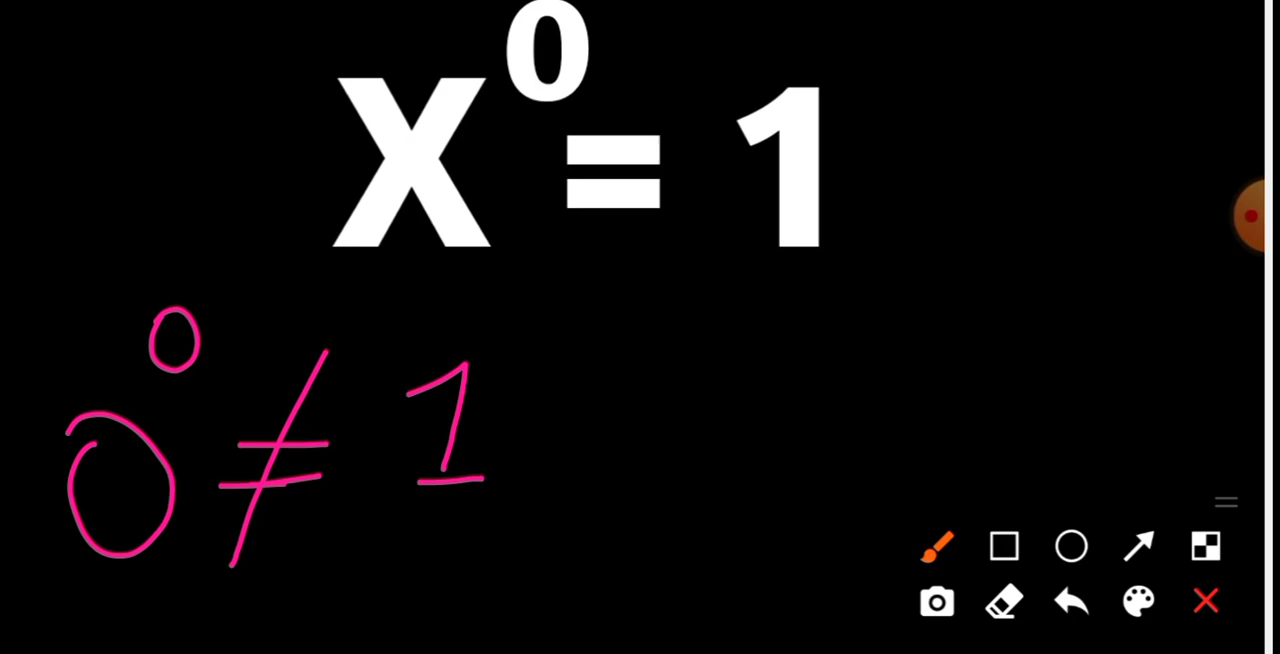 X⁰ = 1
0⁰ ≠ 1